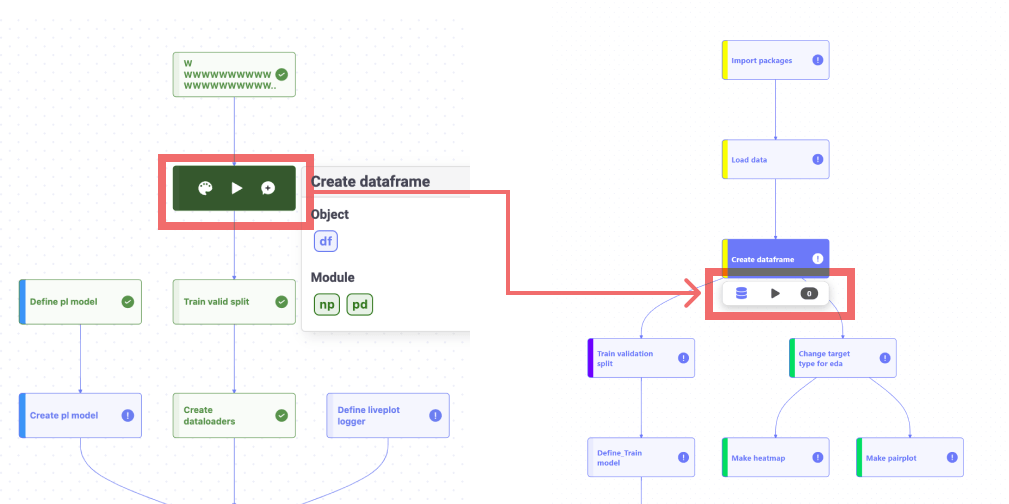 W
WWWWWWWWWW
WWWWWWWWWW..
Create dataframe
Object
df
Module
np pd
Define pl model
Train valid split
Create pl model
Create
dataloaders
Define liveplot
logger
Import packages
Load data
Create dataframe
0
Train validation
split
Change target
type for eda
Define_Train
model
Make heatmap
Make pairplot